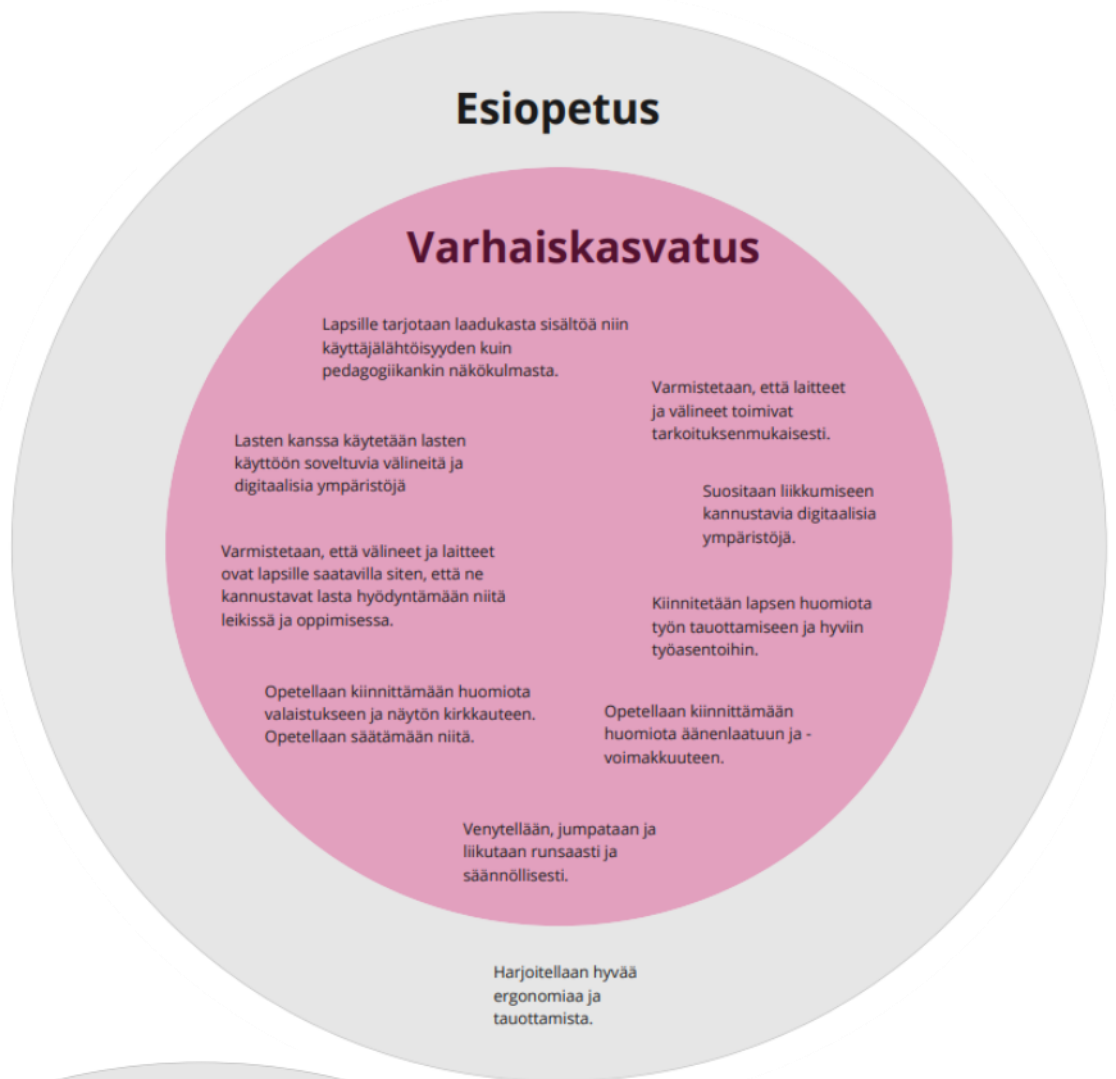 Esiopetus
Varhaiskasvatus
Lapsille tarjotaan laadukasta sisältöä niin
käyttäjälähtöisyyden kuin
pedagogiikankin näkökulmasta.
Varmistetaan, että laitteet
ja välineet toimivat
tarkoituksenmukaisesti.
Lasten kanssa käytetään lasten
käyttöön soveltuvia välineitä ja
digitaalisia ympäristöjä
Suositaan liikkumiseen
kannustavia digitaalisia
ympäristöjä.
Varmistetaan, että välineet ja laitteet
ovat lapsille saatavilla siten, että ne
kannustavat lasta hyödyntämään niitä
leikissä ja oppimisessa.
Kiinnitetään lapsen huomiota
työn tauottamiseen ja hyviin
työasentoihin.
Opetellaan kiinnittämään huomiota
valaistukseen ja näytön kirkkauteen.
Opetellaan säätämään niitä.
Opetellaan kiinnittämään
huomiota äänenlaatuun ja -
voimakkuuteen.
Venytellään, jumpataan ja
liikutaan runsaasti ja
säännöllisesti.
Harjoitellaan hyvää
ergonomiaa ja
tauottamista.